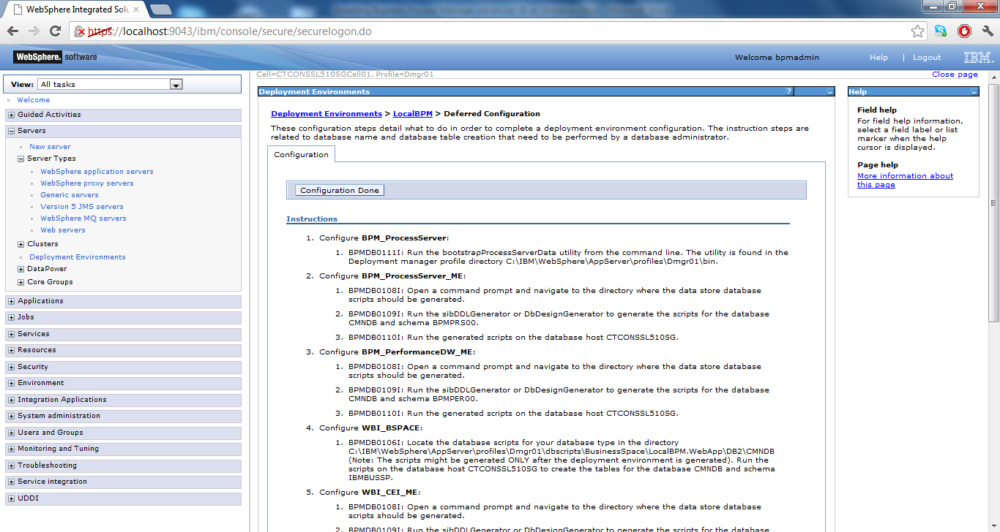 WebSphere Integrated Solu
https://localhost:9043/ibm/console/secure/securelogon.do
WebSphere. software
Welcome bpmadmin
Help | Logout
IBM.
View: All tasks
Welcome
Guided Activities
Servers
New server
Server Types
WebSphere application servers
WebSphere proxy servers
Generic servers
Version 5 JMS servers
WebSphere MQ servers
Web servers
Clusters
Deployment Environments
DataPower
Core Groups
Applications
Jobs
Services
Resources
Security
Environment
Integration Applications
System administration
Users and Groups
Monitoring and Tuning
Troubleshooting
Service integration
UDDI
Cell=CTCONSSL510SGCell01, Profile=Dmgr01
Close page
Deployment Environments
?
Deployment Environments > LocalBPM > Deferred Configuration
These configuration steps detail what to do in order to complete a deployment environment configuration. The instruction steps are
related to database name and database table creation that need to be performed by a database administrator.
Configuration
Configuration Done
Instructions
1. Configure BPM_ProcessServer:
1. BPMDB0111I: Run the bootstrapProcessServerData utility from the command line. The utility is found in the
Deployment manager profile directory C:\IBM\WebSphere\AppServer\profiles\Dmgr01\bin.
2. Configure BPM_ProcessServer_ME:
1. BPMDB0108I: Open a command prompt and navigate to the directory where the data store database
scripts should be generated.
2. BPMDB0109I: Run the sibDDLGenerator or DbDesignGenerator to generate the scripts for the database
CMNDB and schema BPMPRS00.
3. BPMDB0110I: Run the generated scripts on the database host CTCONSSL510SG.
3. Configure BPM_PerformanceDW_ME:
1. BPMDB0108I: Open a command prompt and navigate to the directory where the data store database
scripts should be generated.
2. BPMDB0109I: Run the sibDDLGenerator or DbDesignGenerator to generate the scripts for the database
CMNDB and schema BPMPER00.
3. BPMDB0110I: Run the generated scripts on the database host CTCONSSL510SG.
4. Configure WBI_BSPACE:
1. BPMDB0106I: Locate the database scripts for your database type in the directory
C:\IBM\WebSphere\AppServer\profiles\Dmgr01\dbscripts\BusinessSpace\LocalBPM.WebApp\DB2\CMNDB
(Note: The scripts might be generated ONLY after the deployment environment is generated). Run the
scripts on the database host CTCONSSL510SG to create the tables for the database CMNDB and schema
IBMBUSSP.
5. Configure WBI_CEI_ME:
1. BPMDB0108I: Open a command prompt and navigate to the directory where the data store database
scripts should be generated.
2. BPMDB0109I: Run the sibDDLGenerator or DbDesignGenerator to generate the scripts for the database
Help
Field help
For field help information,
select a field label or list
marker when the help
cursor is displayed.
Page help
More information about
this page